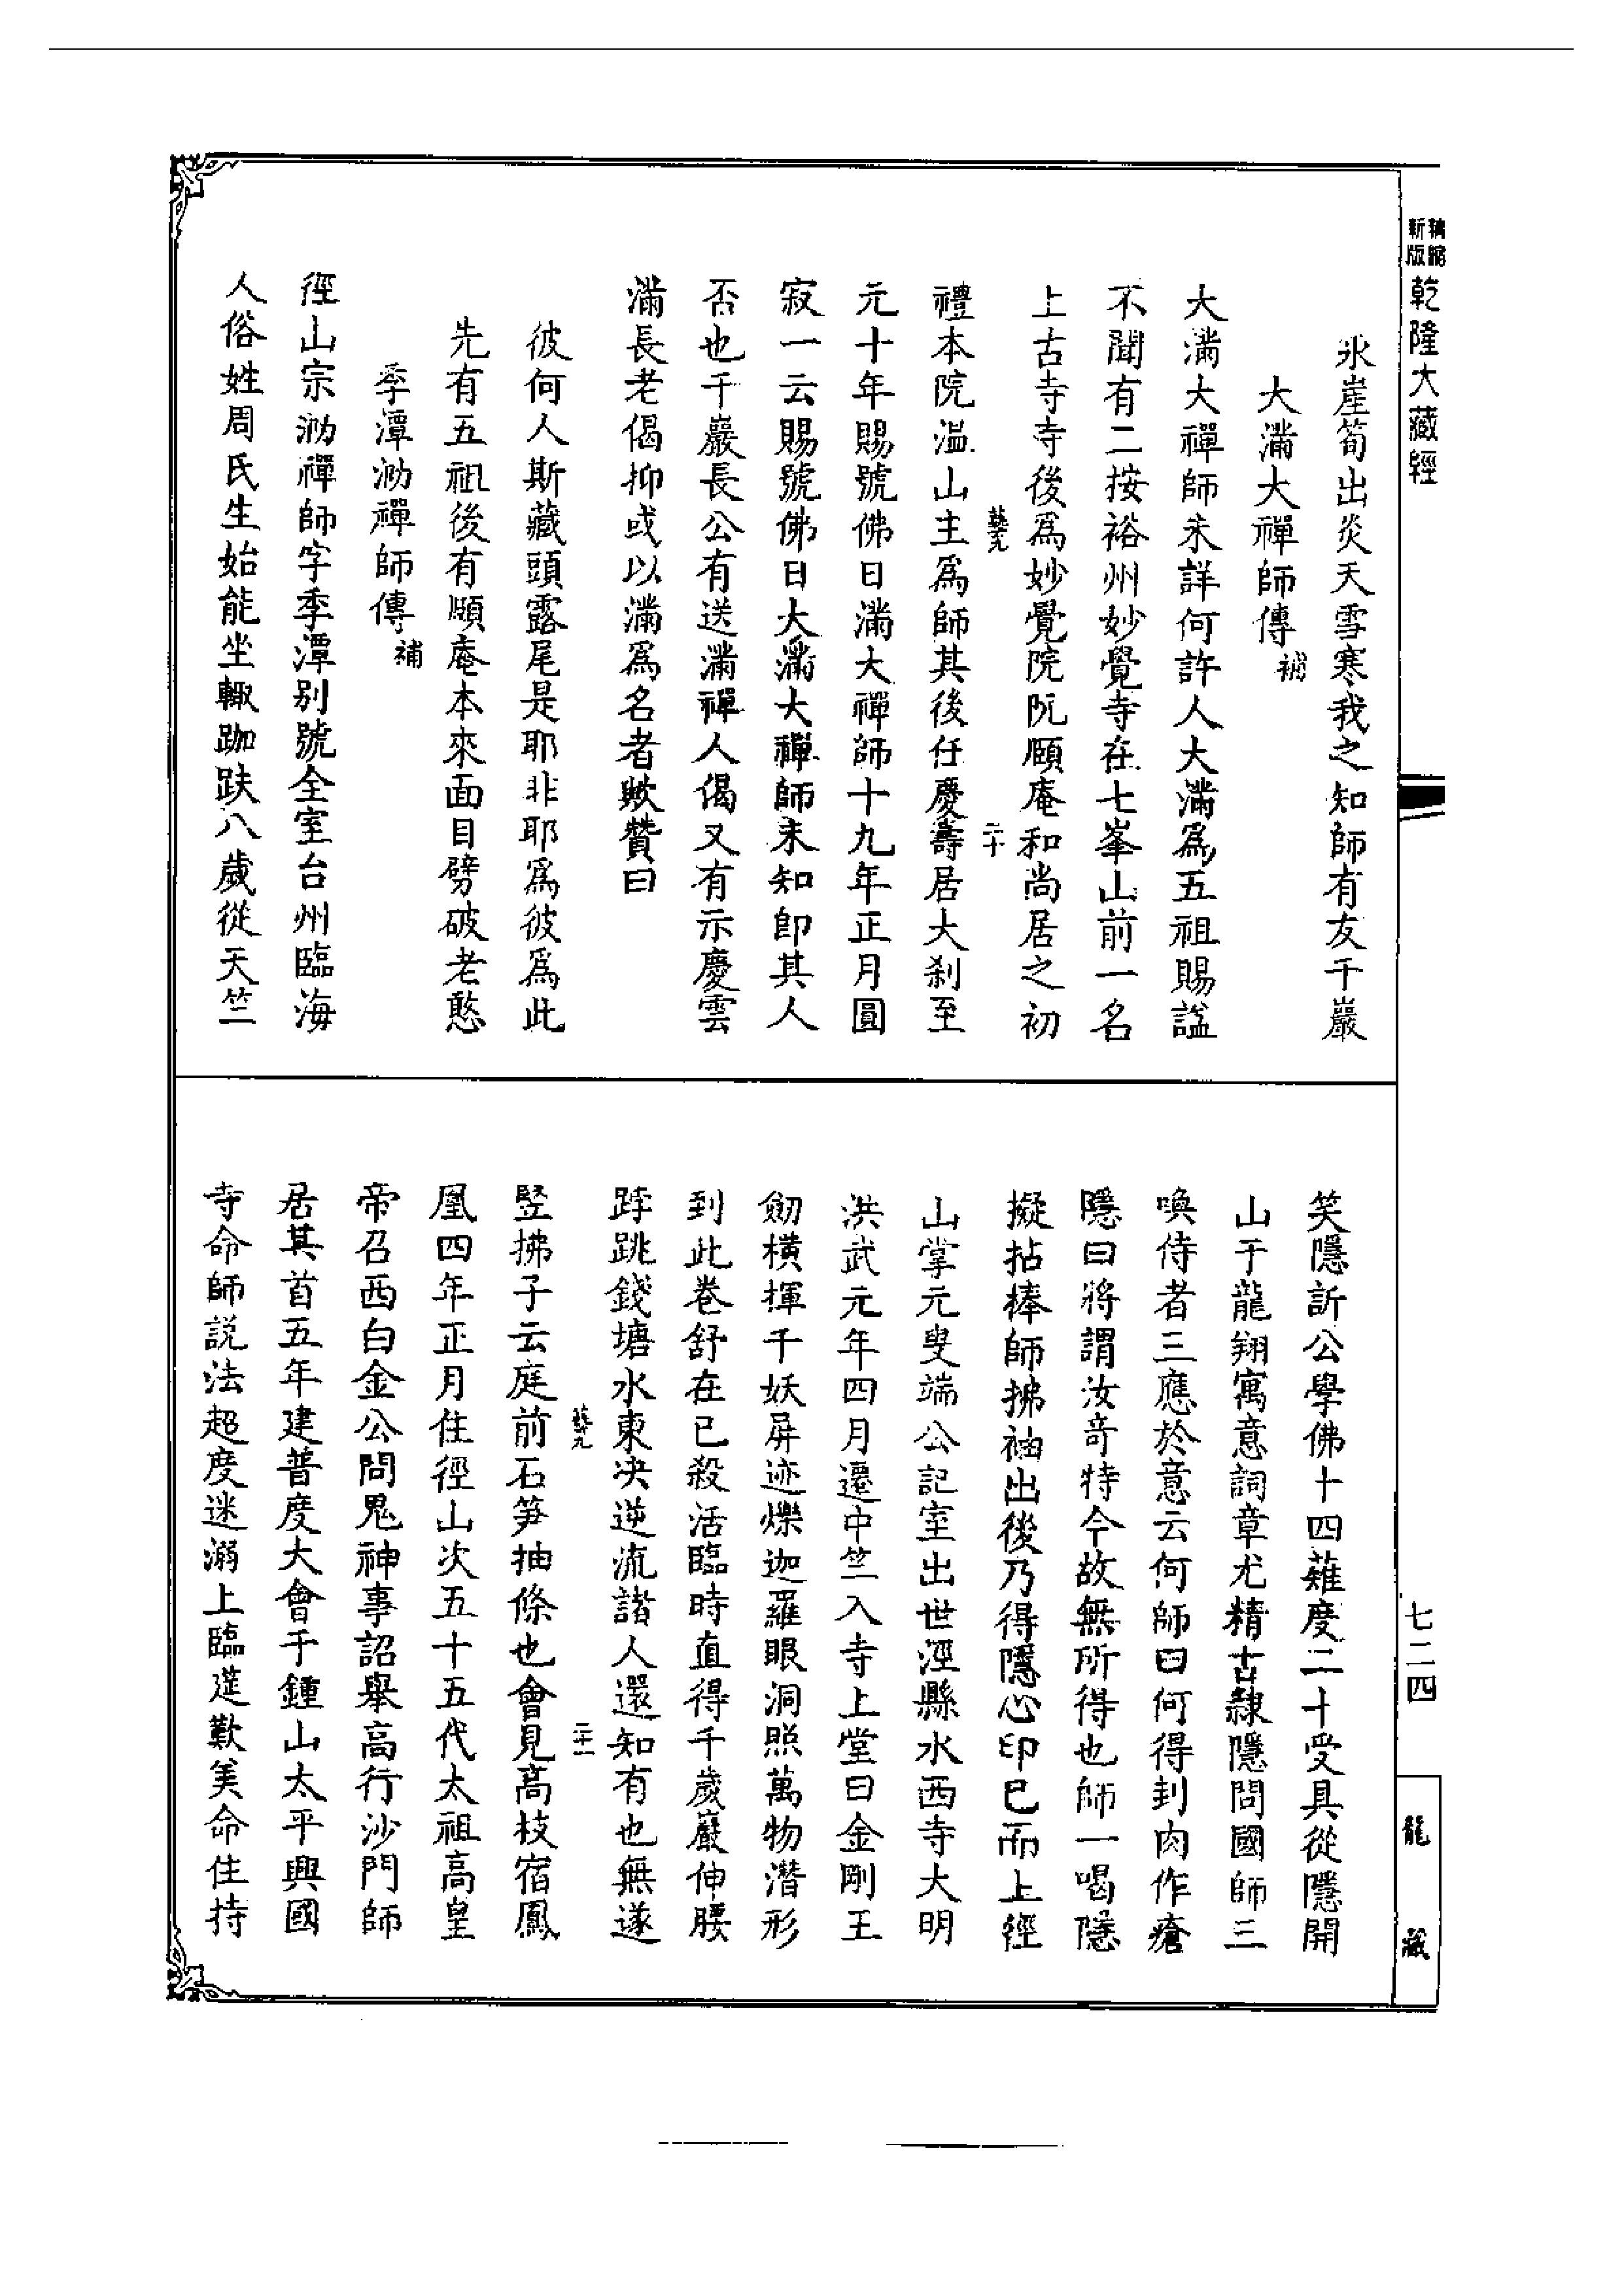 精縮新版
乾隆大藏經
氷崖筍出炎天雪寒我之知師有友千巖
大滿大禪師傳補
大滿大禪師未詳何許人大滿爲五祖賜諡
不聞有二按裕州妙覺寺在七峯山前一名
上古寺寺後爲妙覺院院順庵和尚居之初
藝九 二十
禮本院溫山主爲師其後任慶壽居大刹至
元十年賜號佛日滿大禪師十九年正月圓
寂一云賜號佛日大滿大禪師未知卽其人
否也千巖長公有送滿禪人偈又有示慶雲
滿長老偈抑或以滿爲名者歟贊曰
彼何人斯藏頭露尾是耶非耶爲彼爲此
先有五祖後有順庵本來面目劈破老憨
季潭泐禪師傳補
徑山宗泐禪師字季潭別號全室台州臨海
人俗姓周氏生始能坐輒跏趺八歲從天竺
笑隱訢公學佛十四薙度二十受具從隱開
山于龍翔寓意詞章尤精古隸隱問國師三
喚侍者三應於意云何師曰何得剜肉作瘡
隱曰將謂汝奇特今故無所得也師一喝隱
擬拈棒師拂袖出後乃得隱心印已而上徑
山掌元叟端公記室出世涇縣水西寺大明
洪武元年四月遷中竺入寺上堂曰金剛王
劒橫揮千妖屏迹爍迦羅眼洞照萬物潛形
到此卷舒在已殺活臨時直得千歲巖伸腰
𨁝跳錢塘水東決逆流諸人還知有也無遂
藝九 二十一
竪拂子云庭前石笋抽條也會見高枝宿鳳
凰四年正月住徑山次五十五代太祖高皇
帝召西白金公問鬼神事詔舉高行沙門師
居其首五年建普度大會于鍾山太平興國
寺命師説法超度迷溺上臨筵歎美命住持
七二四
龍藏